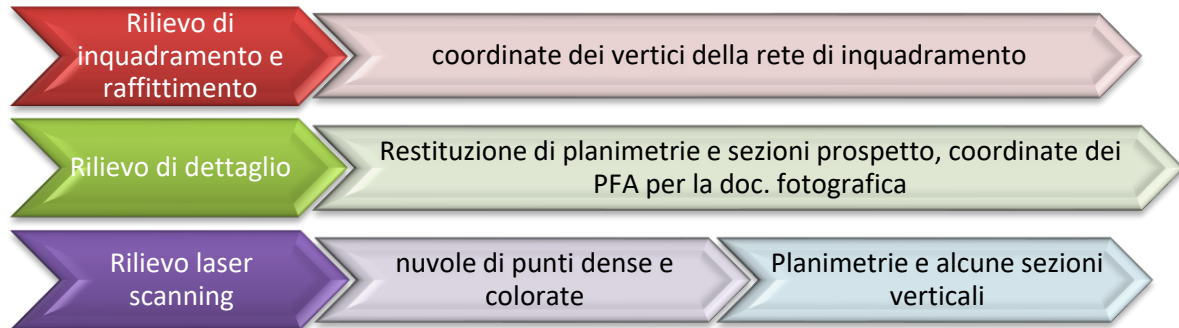 Rilievo di
inquadramento e
raffittimento
coordinate dei vertici della rete di inquadramento
Rilievo di dettaglio
Restituzione di planimetrie e sezioni prospetto, coordinate dei
PFA per la doc. fotografica
Rilievo laser
scanning
nuvole di punti dense e
colorate
Planimetrie e alcune sezioni
verticali